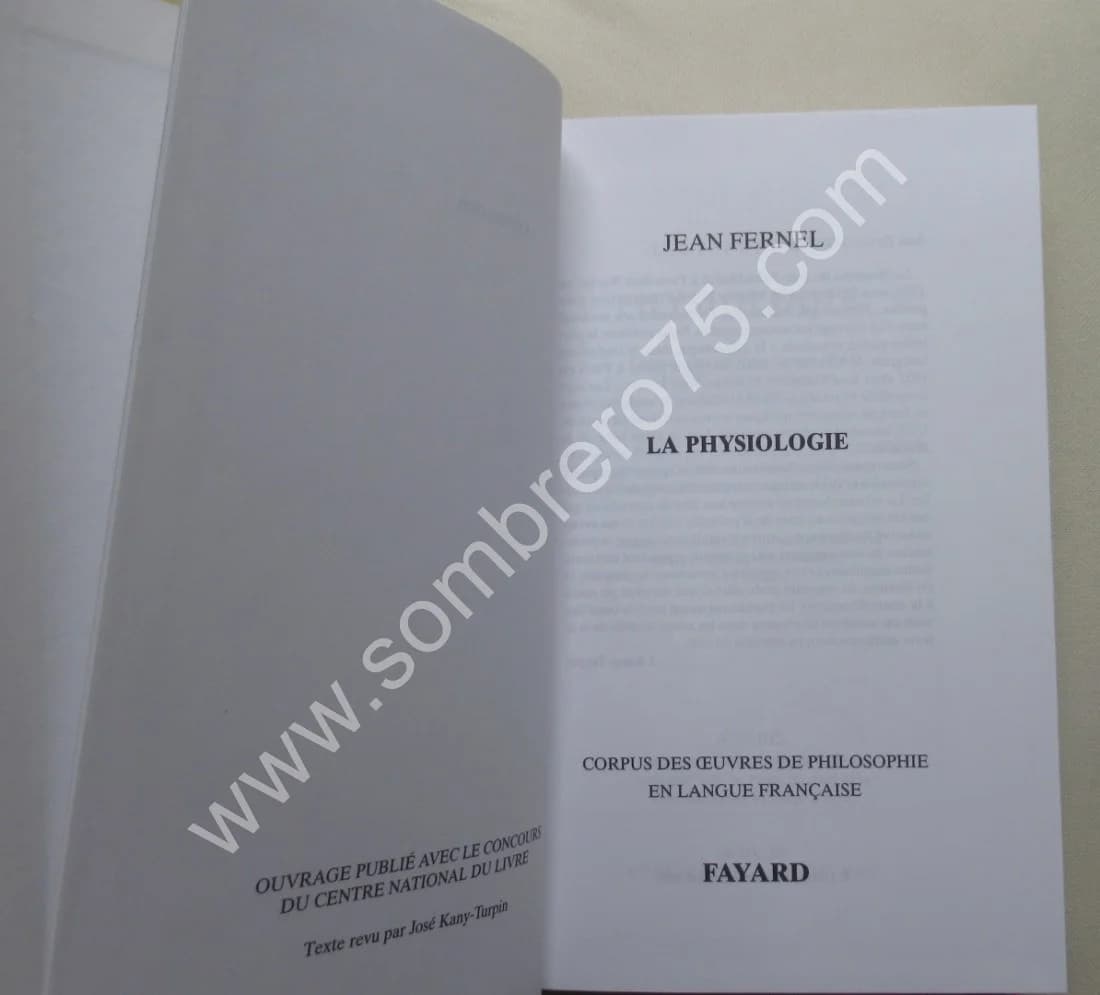 OUVRAGE PUBLIÉ AVEC LE CONCOURS
DU CENTRE NATIONAL DU LIVRE
Texte revu par José Kany-Turpin
JEAN FERNEL
LA PHYSIOLOGIE
CORPUS DES ŒUVRES DE PHILOSOPHIE
EN LANGUE FRANÇAISE
FAYARD
www.sombrero75.com